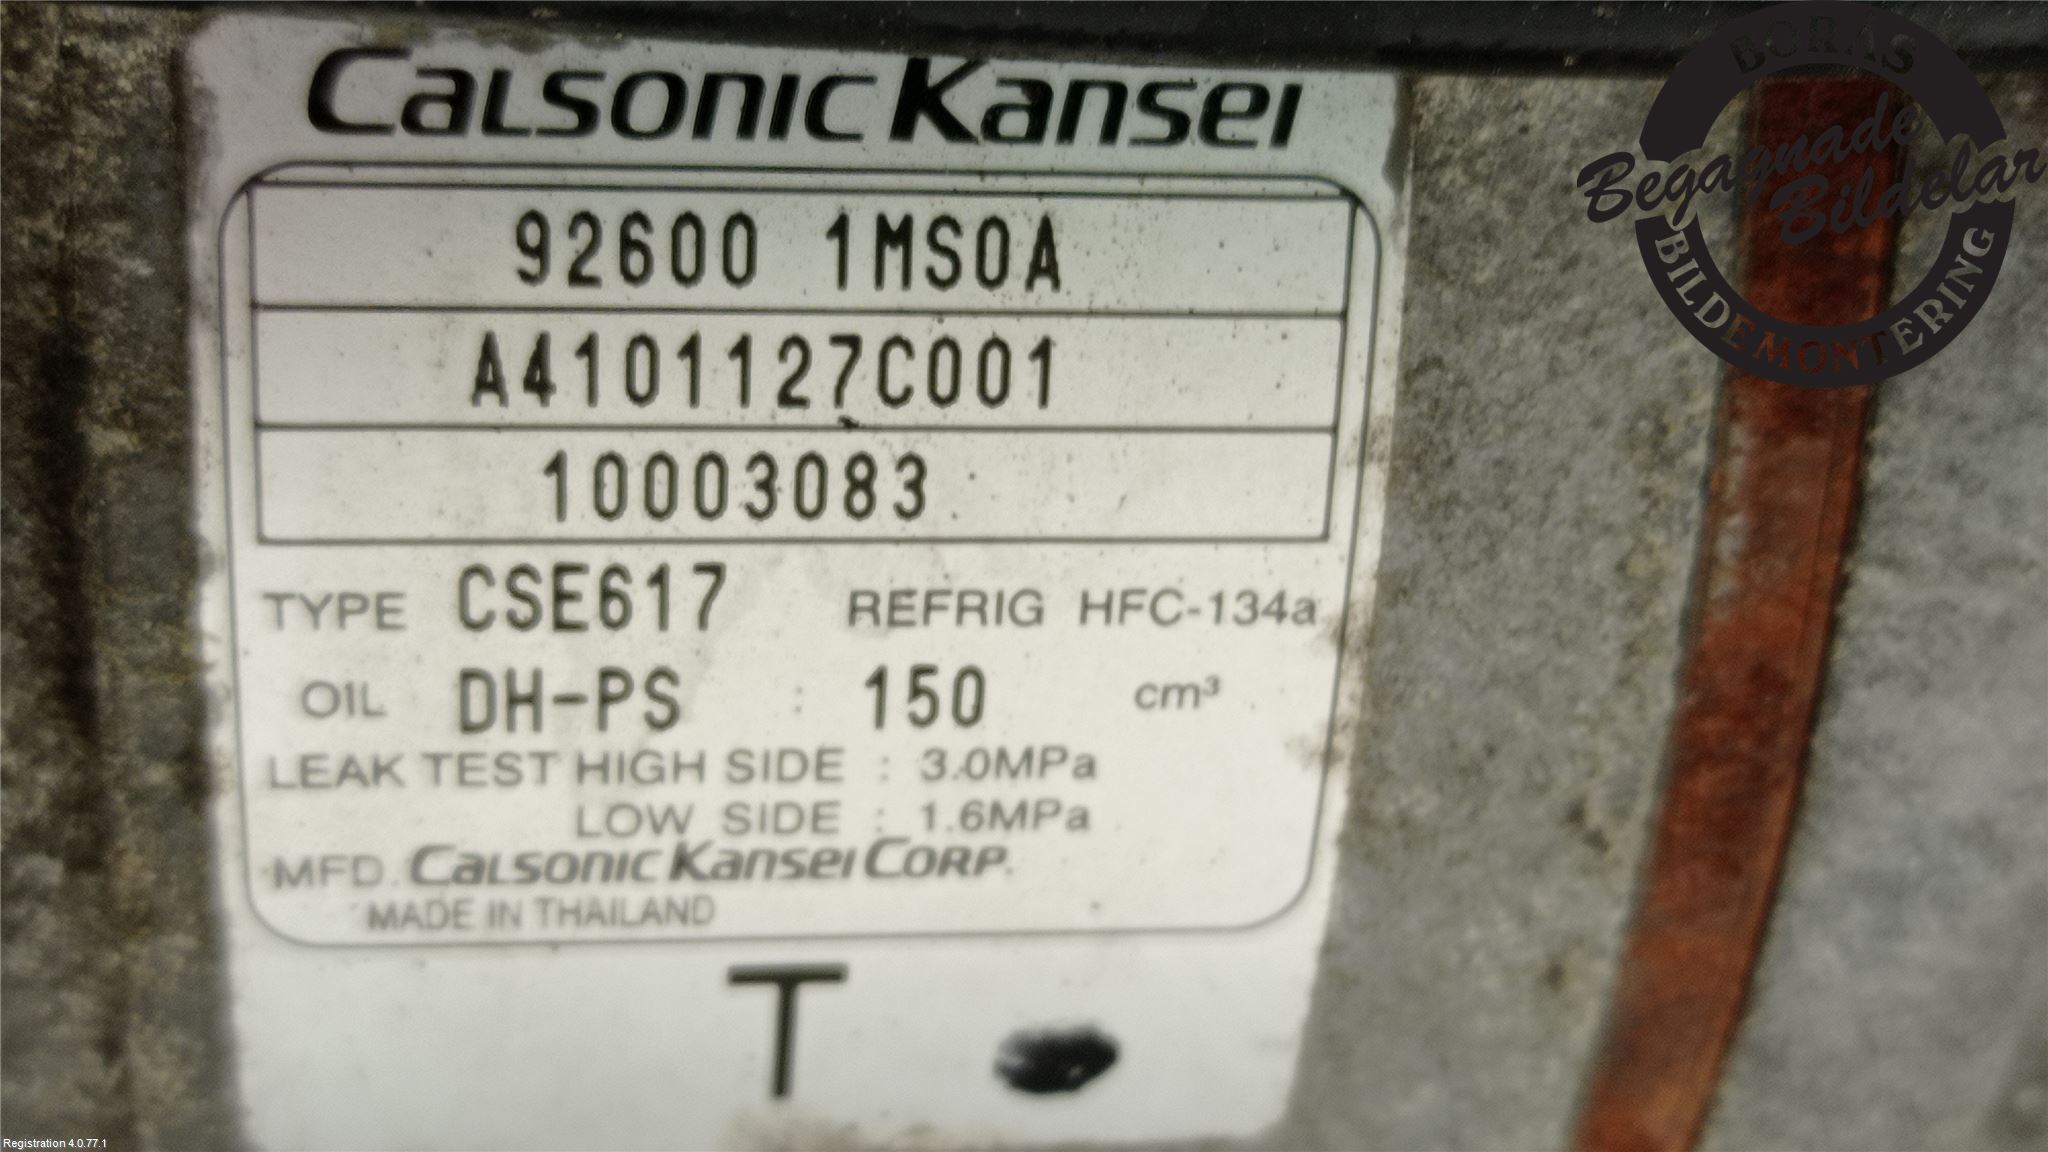 Calsonic Kansei
92600 1MS0A
A4101127C001
10003083
TYPE CSE617 REFRIG HFC-134a
OIL DH-PS : 150 cm³
LEAK TEST HIGH SIDE : 3.0MPa
LOW SIDE : 1.6MPa
MFD. Calsonic Kansei Corp.
MADE IN THAILAND
T
BORÅS
Begagnade
Bildelar
BILDEMONTERING
Registration 4.0.77.1